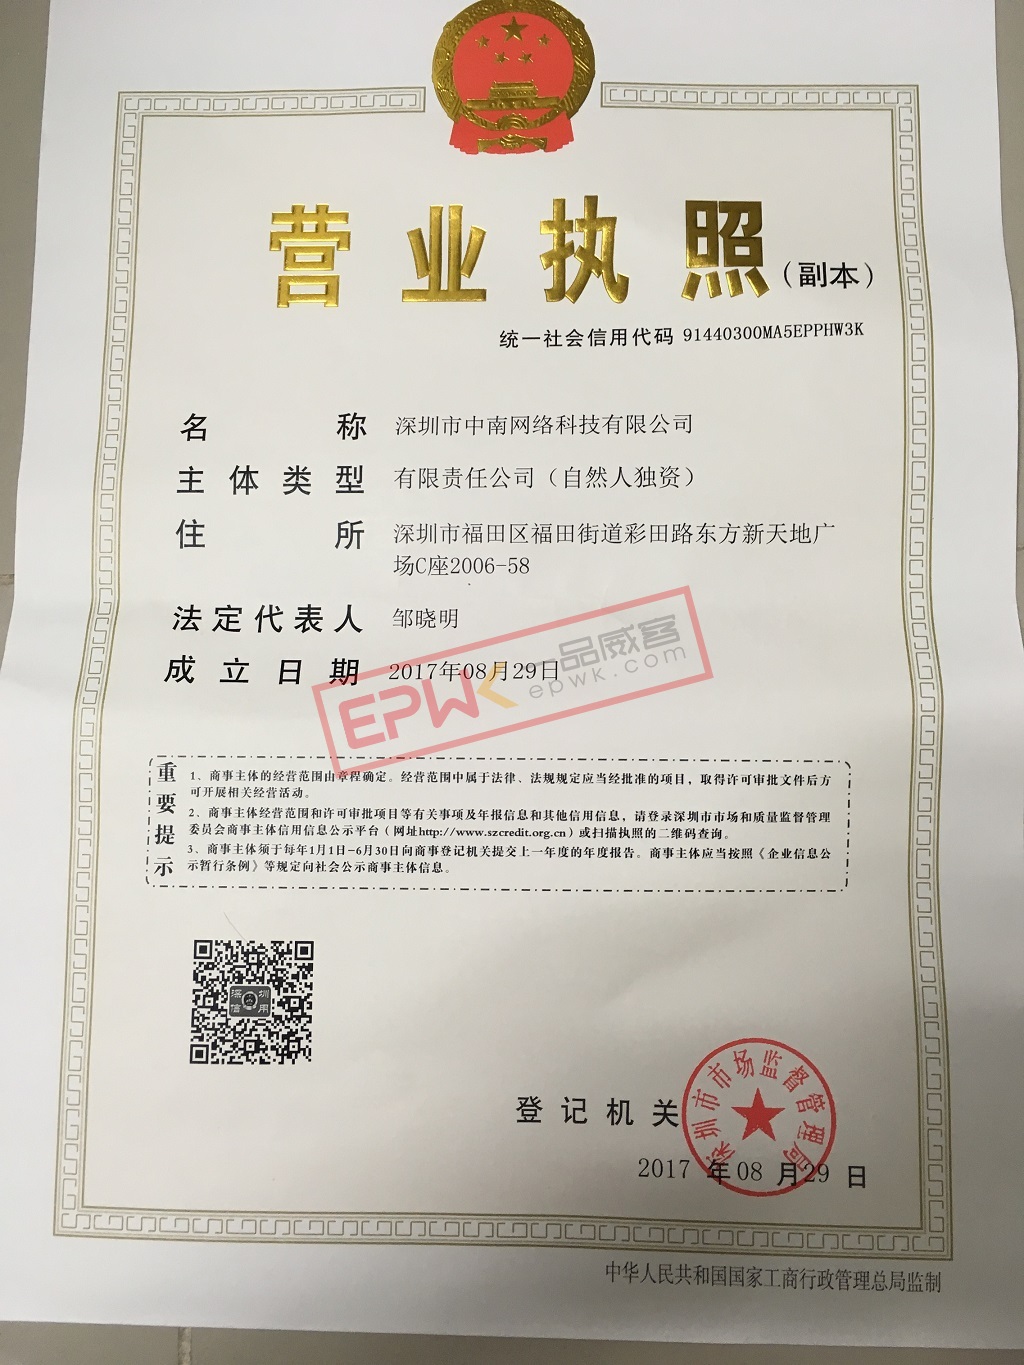 营业执照（副本）
统一社会信用代码 91440300MA5EPPHW3K
名称 深圳市中南网络科技有限公司
主体类型 有限责任公司（自然人独资）
住所 深圳市福田区福田街道彩田路东方新天地广
场C座2006-58
法定代表人 邹晓明
成立日期 2017年08月29日
EPWK 一品威客
epwk.com
重要提示
1、商事主体的经营范围由章程确定。经营范围中属于法律、法规规定应当经批准的项目，取得许可审批文件后方
可开展相关经营活动。
2、商事主体经营范围和许可审批项目等有关事项及年报信息和其他信用信息，请登录深圳市市场和质量监督管理
委员会商事主体信用信息公示平台（网址http://www.szcredit.org.cn）或扫描执照的二维码查询。
3、商事主体须于每年1月1日-6月30日向商事登记机关提交上一年度的年度报告。商事主体应当按照《企业信息公
示暂行条例》等规定向社会公示商事主体信息。
深圳
信用
登记机关
深圳市市场监督管理局
2017 年 08 月 29 日
中华人民共和国国家工商行政管理总局监制